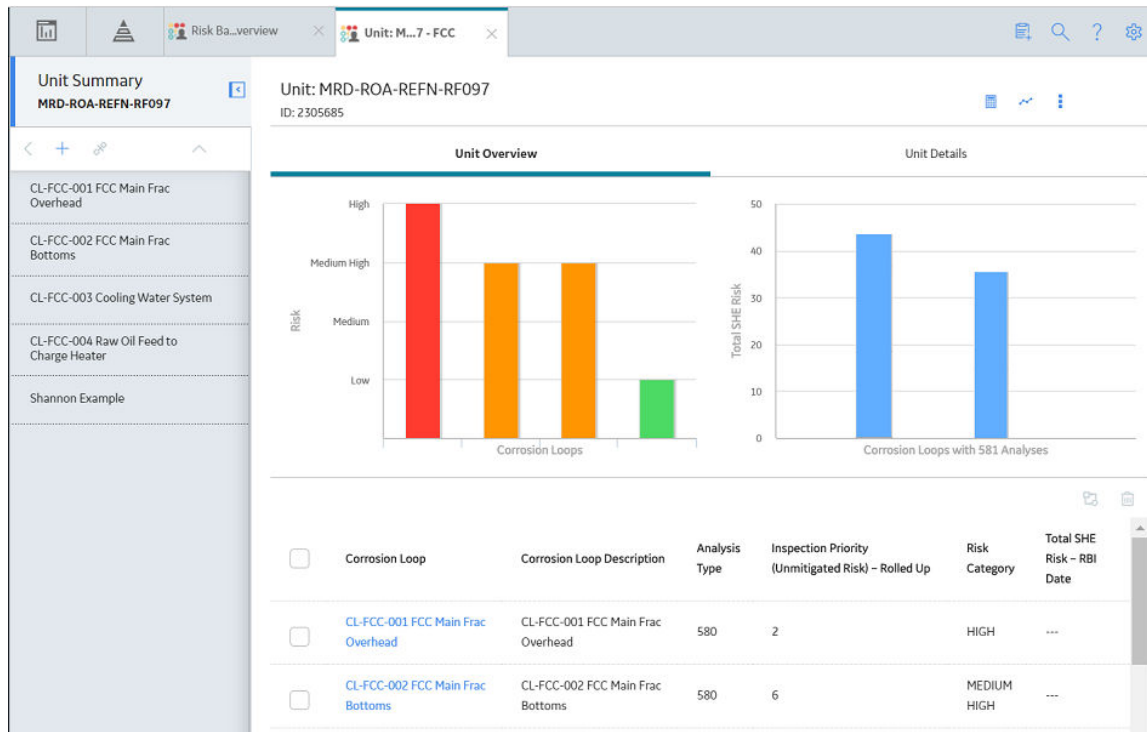 Risk Ba...verview
Unit: M...7 - FCC
Unit Summary
MRD-ROA-REFN-RF097
CL-FCC-001 FCC Main Frac
Overhead
CL-FCC-002 FCC Main Frac
Bottoms
CL-FCC-003 Cooling Water System
CL-FCC-004 Raw Oil Feed to
Charge Heater
Shannon Example
Unit: MRD-ROA-REFN-RF097
ID: 2305685
Unit Overview
Unit Details
High
Medium High
Medium
Low
Risk
Corrosion Loops
50
40
30
20
10
0
Total SHE Risk
Corrosion Loops with 581 Analyses
Corrosion Loop
Corrosion Loop Description
Analysis
Type
Inspection Priority
(Unmitigated Risk) – Rolled Up
Risk
Category
Total SHE
Risk – RBI
Date
CL-FCC-001 FCC Main Frac
Overhead
CL-FCC-001 FCC Main Frac
Overhead
580
2
HIGH
---
CL-FCC-002 FCC Main Frac
Bottoms
CL-FCC-002 FCC Main Frac
Bottoms
580
6
MEDIUM
HIGH
---